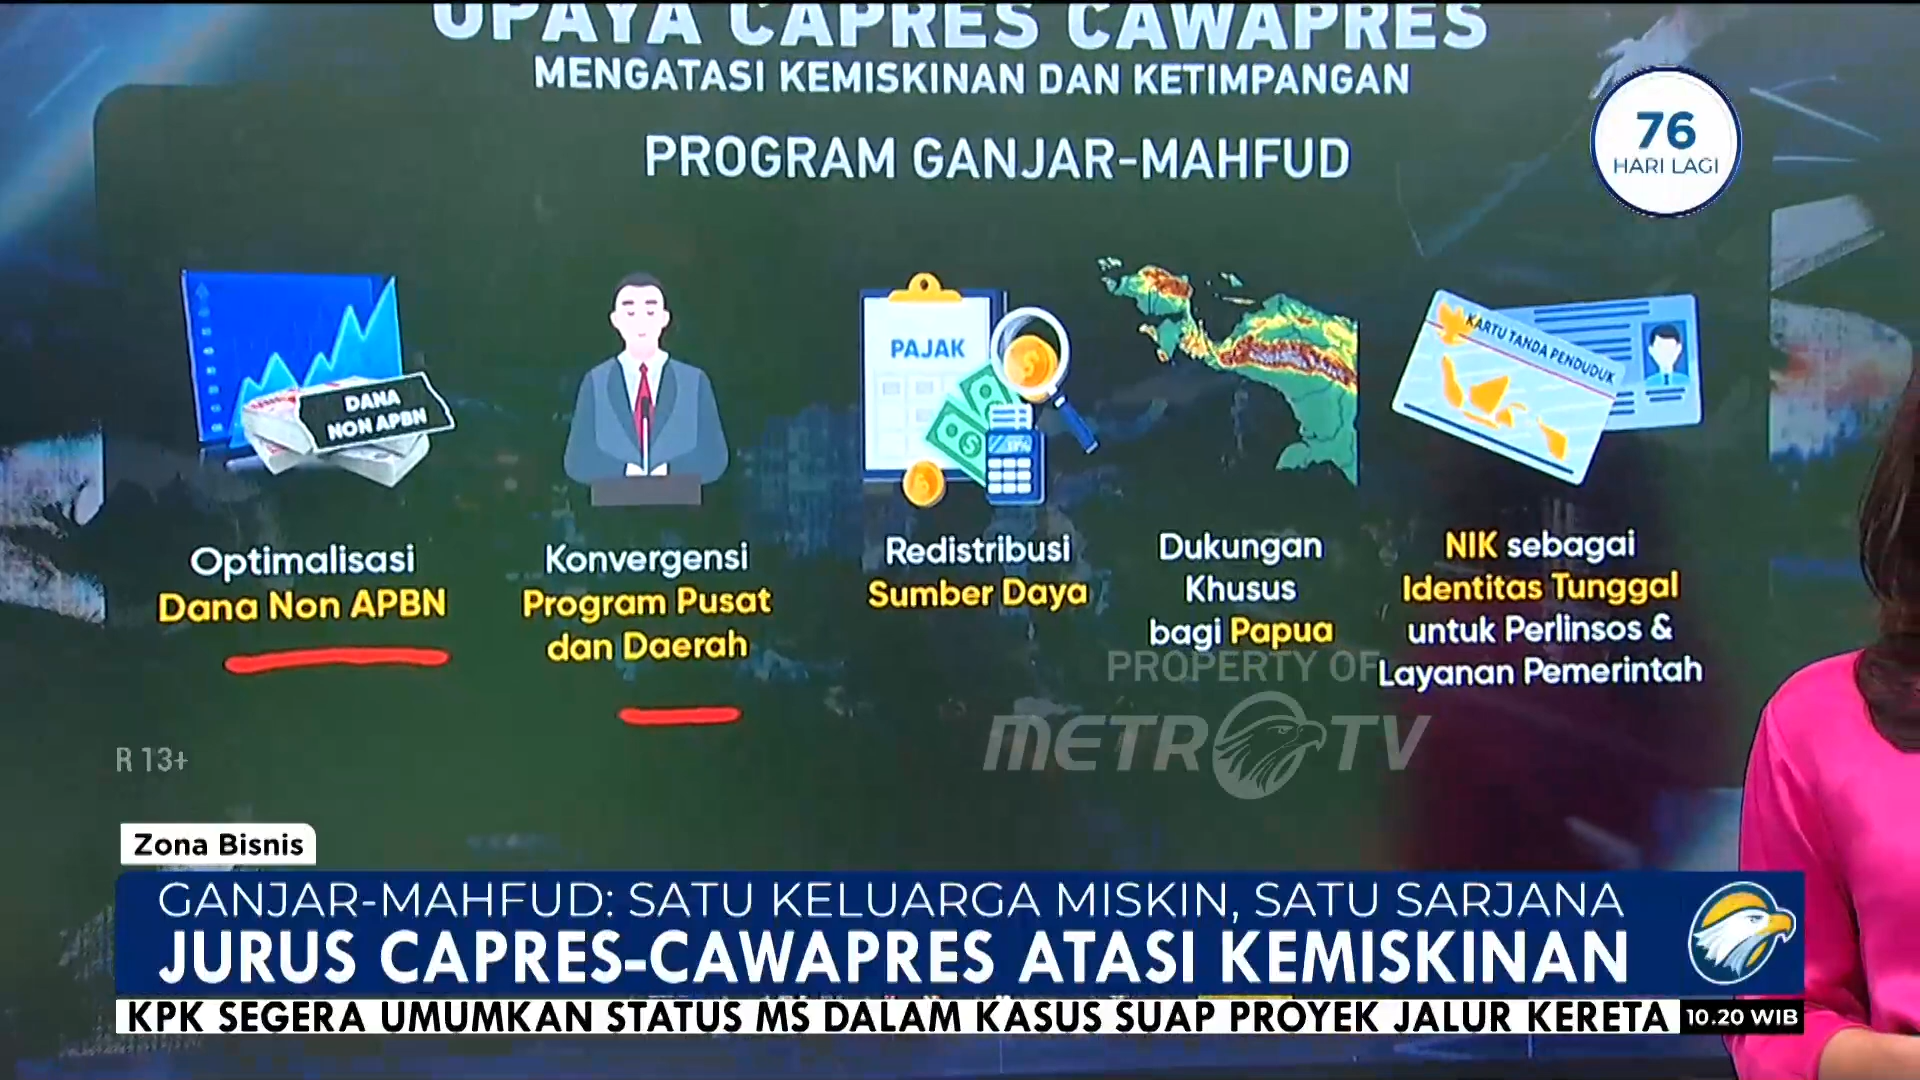 UPAYA CAPRES CAWAPRES
MENGATASI KEMISKINAN DAN KETIMPANGAN
PROGRAM GANJAR-MAHFUD
76
HARI LAGI
DANA
NON APBN
PAJAK
KARTU TANDA PENDUDUK
Optimalisasi
Dana Non APBN
Konvergensi
Program Pusat
dan Daerah
Redistribusi
Sumber Daya
Dukungan
Khusus
bagi Papua
NIK sebagai
Identitas Tunggal
untuk Perlinsos &
Layanan Pemerintah
PROPERTY OF
METRO TV
R 13+
Zona Bisnis
GANJAR-MAHFUD: SATU KELUARGA MISKIN, SATU SARJANA
JURUS CAPRES-CAWAPRES ATASI KEMISKINAN
KPK SEGERA UMUMKAN STATUS MS DALAM KASUS SUAP PROYEK JALUR KERETA
10.20 WIB